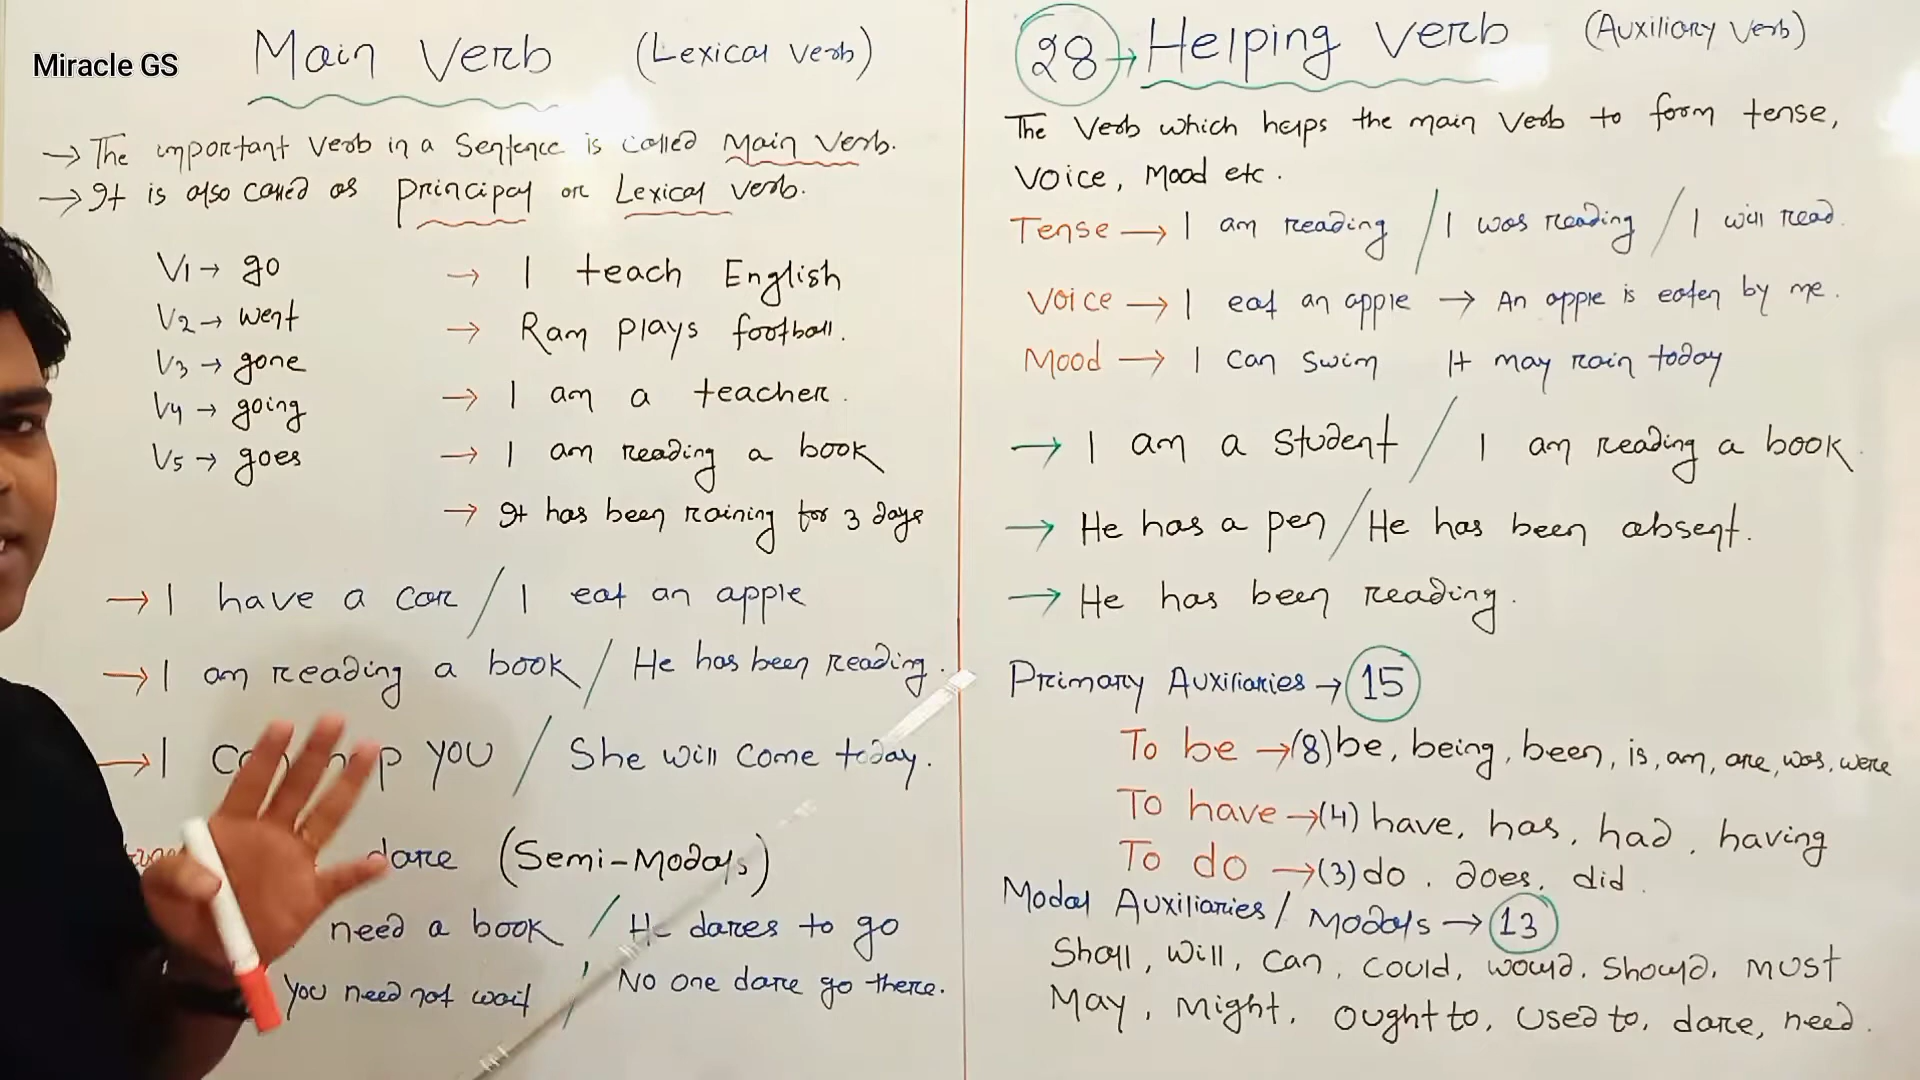 Miracle GS
Main Verb (Lexical Verb)
→ The important Verb in a Sentence is called Main Verb.
→ It is also called as Principal or Lexical Verb.
V1 → go
V2 → went
V3 → gone
V4 → going
V5 → goes
→ I teach English
→ Ram plays football.
→ I am a teacher.
→ I am reading a book
→ It has been raining for 3 days
→ I have a car / I eat an apple
→ I am reading a book / He has been reading.
→ I you / She will come today.
dare (Semi-Modals)
need a book / He dares to go
You need not wait / No one dare go there.
28 → Helping Verb (Auxiliary Verb)
The Verb which helps the main Verb to form tense,
Voice, Mood etc.
Tense → I am reading / I was reading / I will read.
Voice → I eat an apple → An apple is eaten by me.
Mood → I can swim It may rain today
→ I am a student / I am reading a book.
→ He has a pen / He has been absent.
→ He has been reading.
Primary Auxiliaries → 15
To be → (8) be, being, been, is, am, are, was, were
To have → (4) have, has, had, having
To do → (3) do, does, did.
Modal Auxiliaries / Modals → 13
Shall, will, can, could, would, should, must
May, Might, ought to, used to, dare, need.